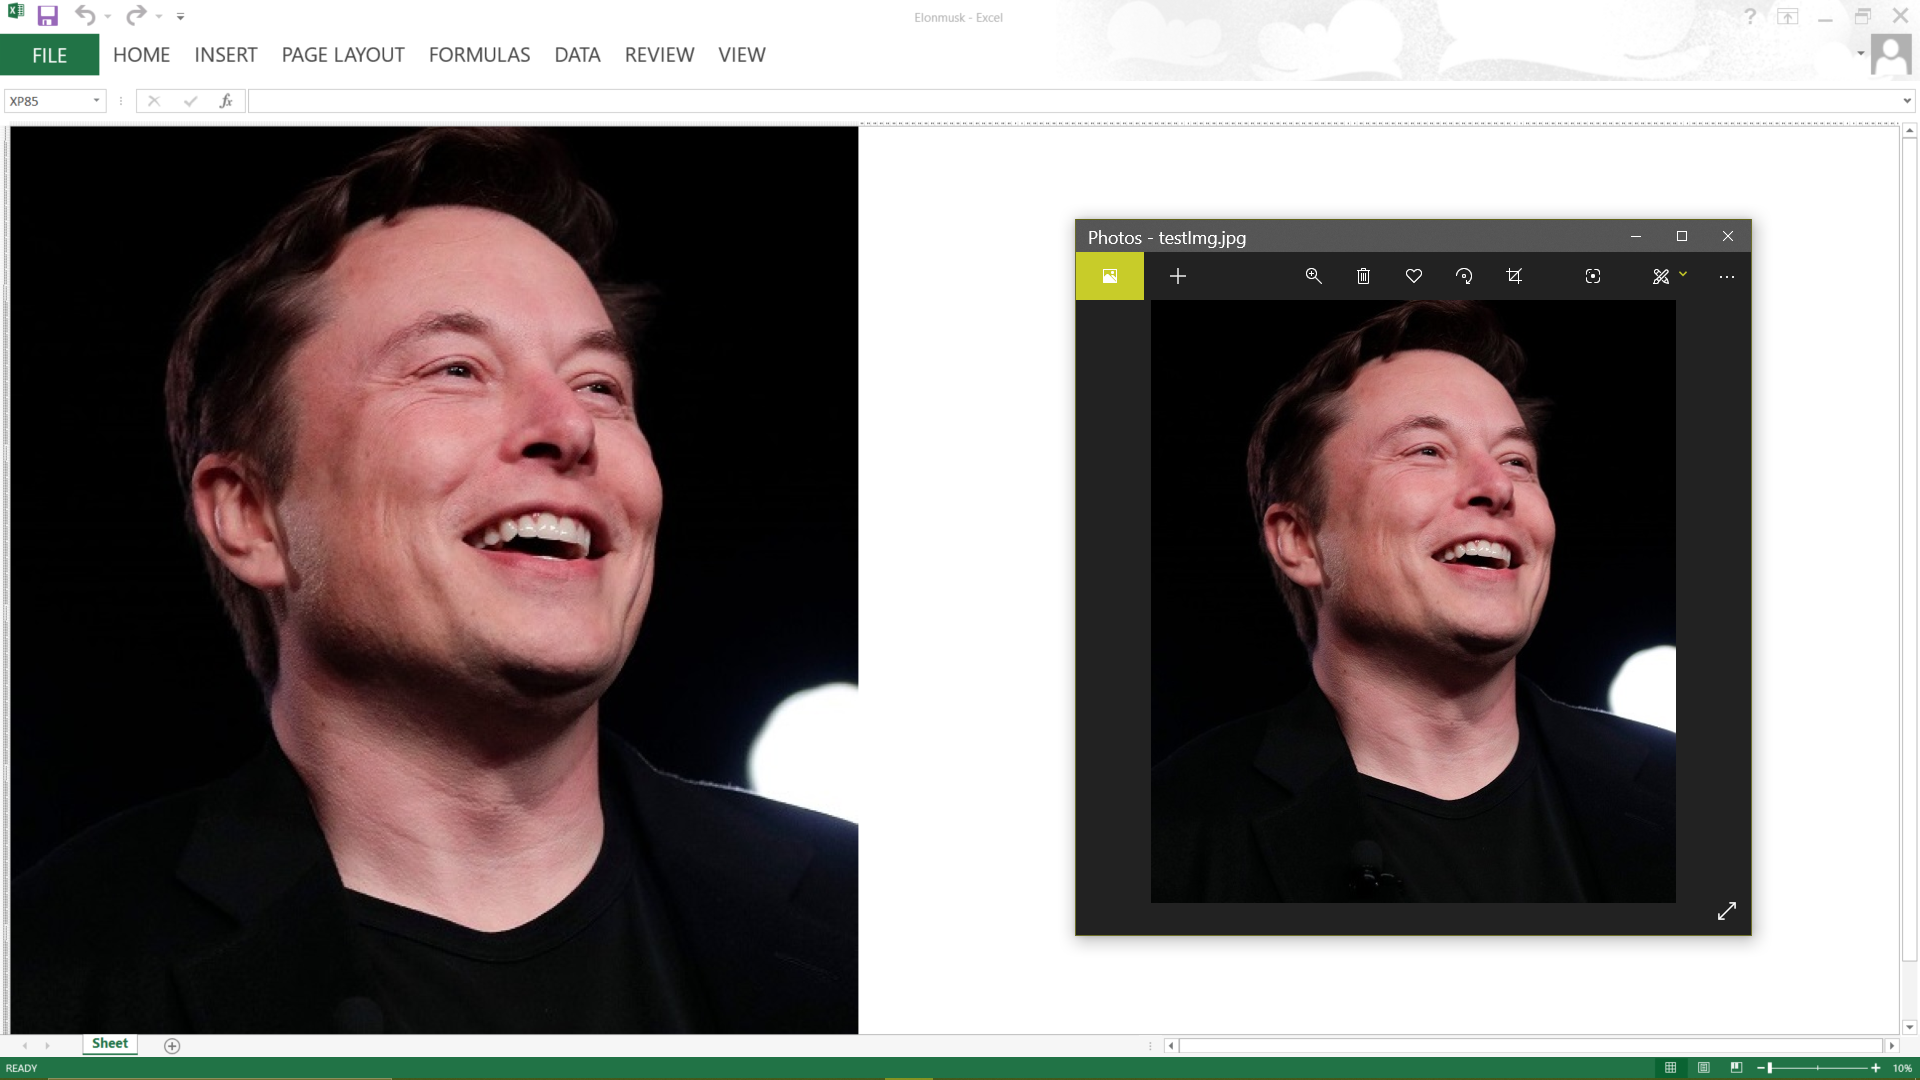 Elonmusk - Excel
?
FILE HOME INSERT PAGE LAYOUT FORMULAS DATA REVIEW VIEW
XP85
fx
Photos - testImg.jpg
Sheet
READY
10%